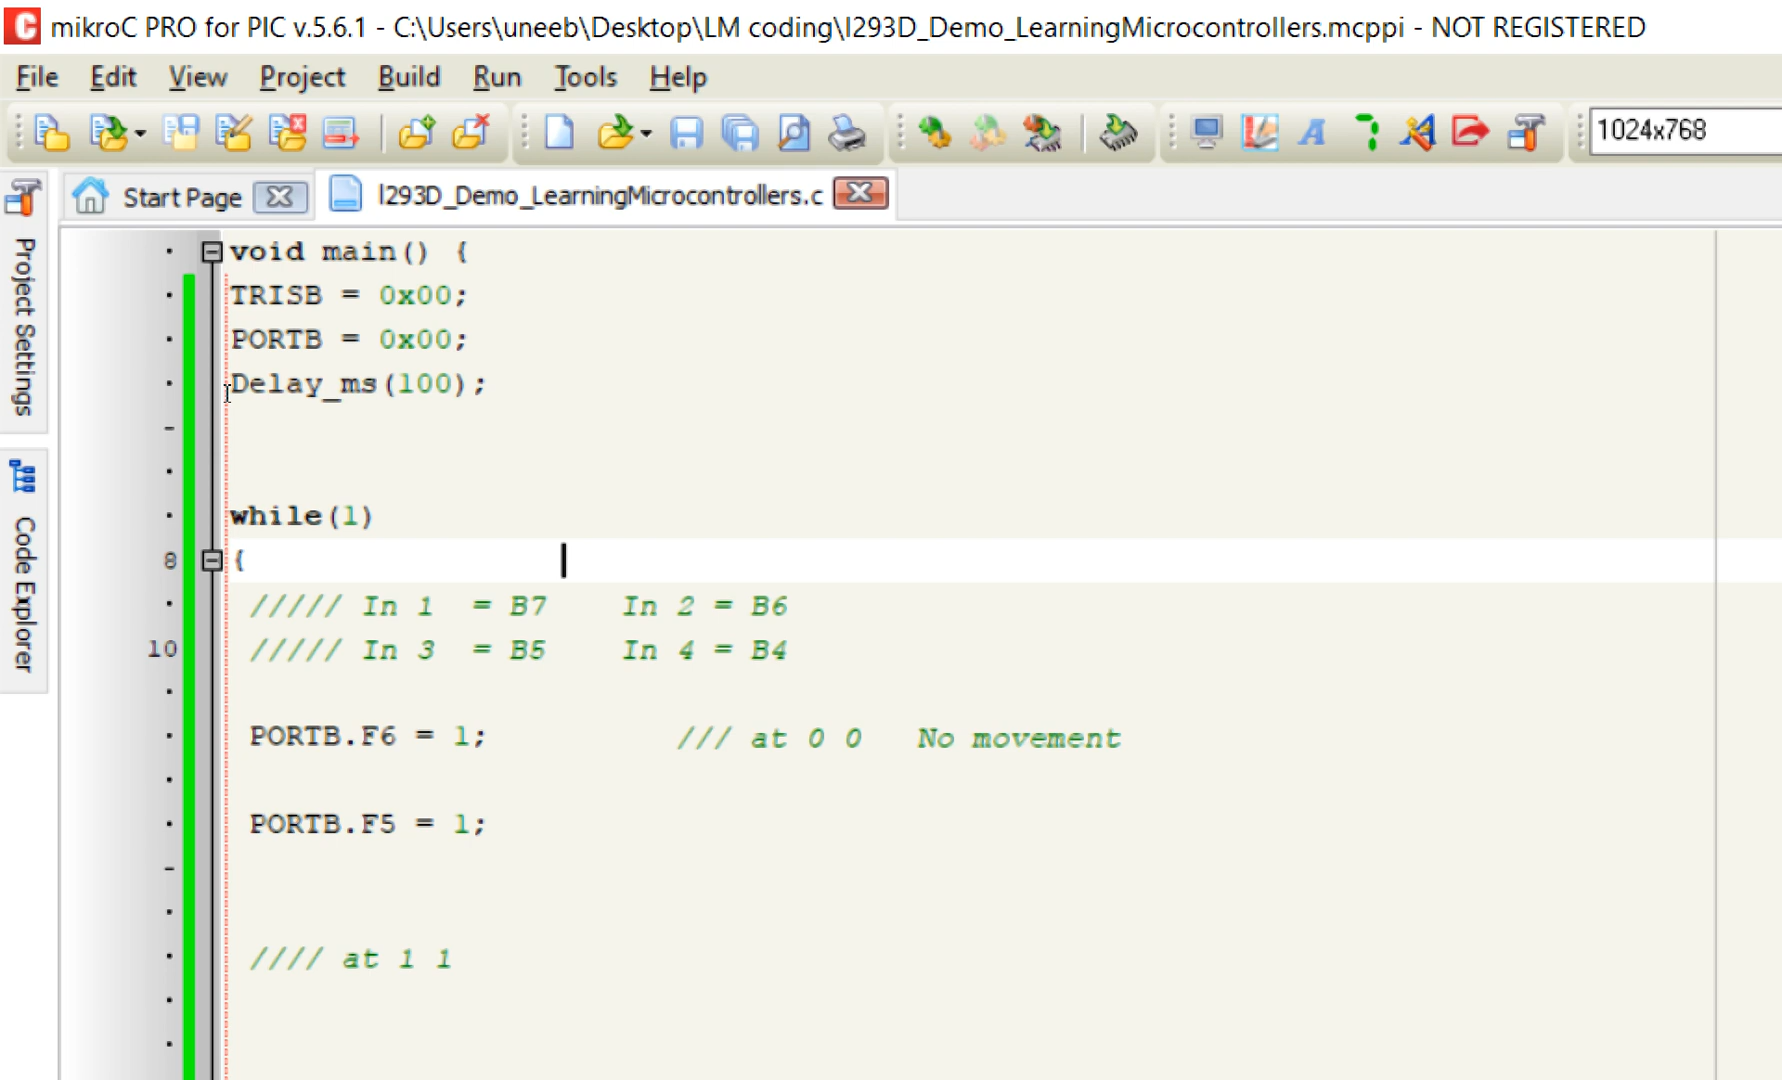 mikroC PRO for PIC v.5.6.1 - C:\Users\uneeb\Desktop\LM coding\l293D_Demo_LearningMicrocontrollers.mcppi - NOT REGISTERED
File Edit View Project Build Run Tools Help
1024x768
Start Page l293D_Demo_LearningMicrocontrollers.c
Project Settings
Code Explorer
void main() {
TRISB = 0x00;
PORTB = 0x00;
Delay_ms(100);
while(1)
8 {
///// In 1 = B7 In 2 = B6
10 ///// In 3 = B5 In 4 = B4
PORTB.F6 = 1; /// at 0 0 No movement
PORTB.F5 = 1;
//// at 1 1